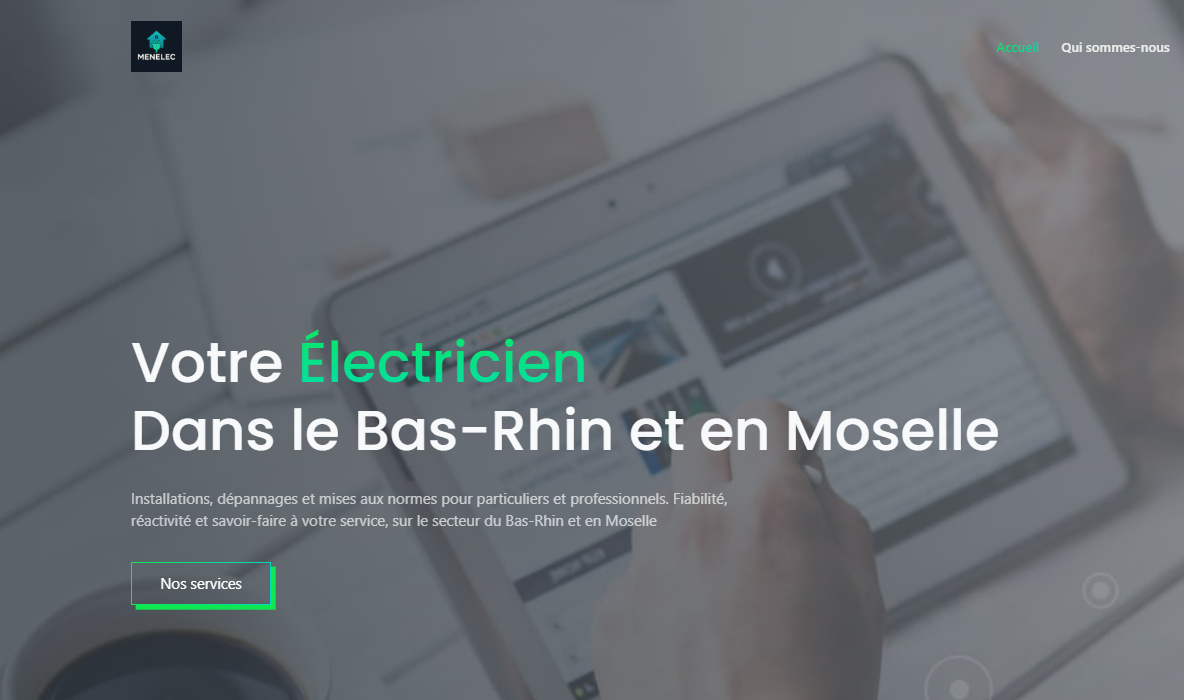 MENELEC
Accueil
Qui sommes-nous
Votre Électricien
Dans le Bas-Rhin et en Moselle
Installations, dépannages et mises aux normes pour particuliers et professionnels. Fiabilité,
réactivité et savoir-faire à votre service, sur le secteur du Bas-Rhin et en Moselle
Nos services